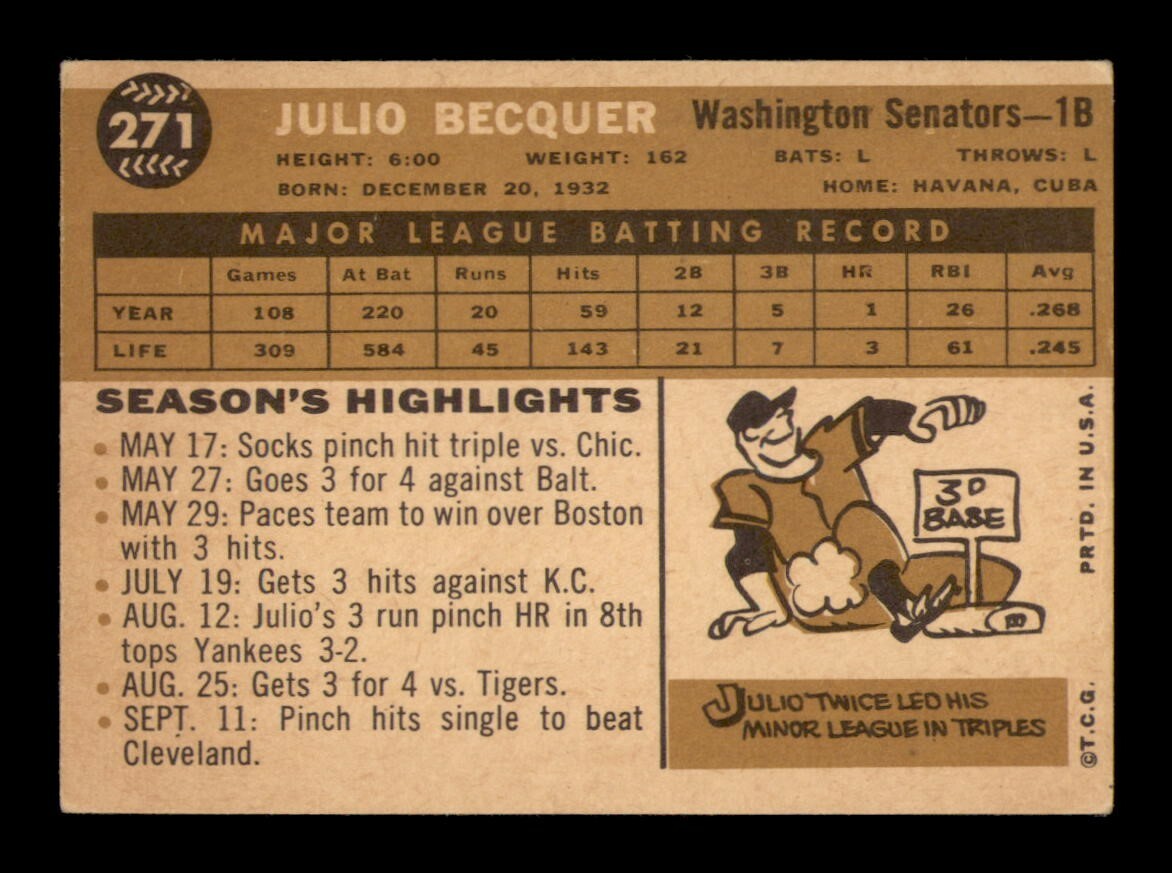 271
JULIO BECQUER Washington Senators—1B
HEIGHT: 6:00 WEIGHT: 162 BATS: L THROWS: L
BORN: DECEMBER 20, 1932 HOME: HAVANA, CUBA
MAJOR LEAGUE BATTING RECORD
Games At Bat Runs Hits 2B 3B HR RBI Avg
YEAR 108 220 20 59 12 5 1 26 .268
LIFE 309 584 45 143 21 7 3 61 .245
SEASON'S HIGHLIGHTS
• MAY 17: Socks pinch hit triple vs. Chic.
• MAY 27: Goes 3 for 4 against Balt.
• MAY 29: Paces team to win over Boston
with 3 hits.
• JULY 19: Gets 3 hits against K.C.
• AUG. 12: Julio's 3 run pinch HR in 8th
tops Yankees 3-2.
• AUG. 25: Gets 3 for 4 vs. Tigers.
• SEPT. 11: Pinch hits single to beat
Cleveland.
3D
BASE
JULIO TWICE LED HIS
MINOR LEAGUE IN TRIPLES
©T.C.G. PRTD. IN U.S.A.